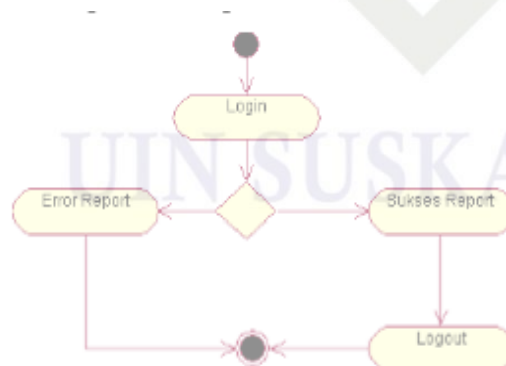 Login
UIN SUSKA
Error Report
Sukses Report
Logout